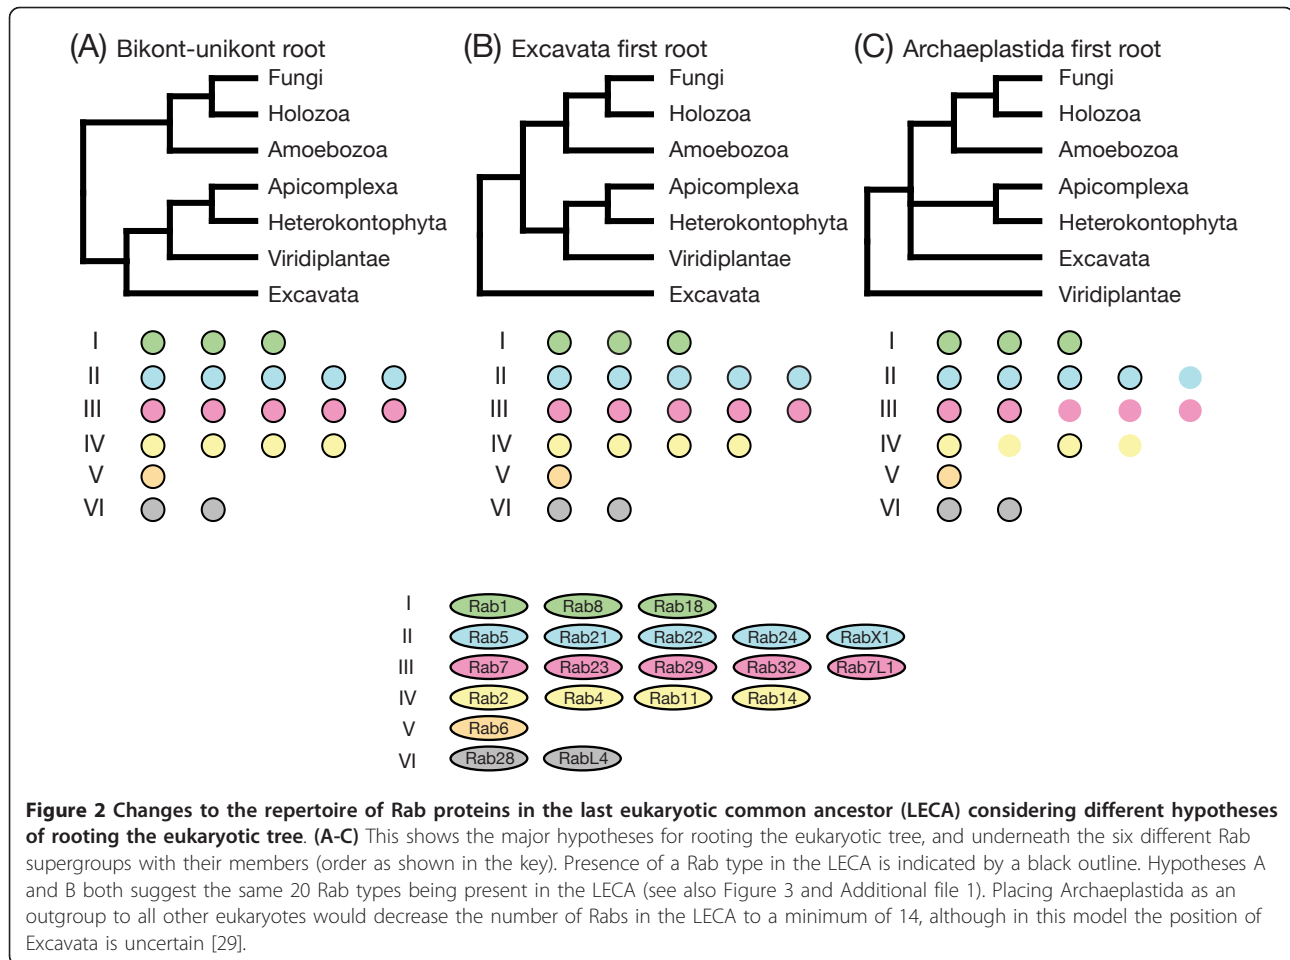 (A) Bikont-unikont root
Fungi
Holozoa
Amoebozoa
Apicomplexa
Heterokontophyta
Viridiplantae
Excavata
I
II
III
IV
V
VI
(B) Excavata first root
Fungi
Holozoa
Amoebozoa
Apicomplexa
Heterokontophyta
Viridiplantae
Excavata
I
II
III
IV
V
VI
(C) Archaeplastida first root
Fungi
Holozoa
Amoebozoa
Apicomplexa
Heterokontophyta
Excavata
Viridiplantae
I
II
III
IV
V
VI
I Rab1 Rab8 Rab18
II Rab5 Rab21 Rab22 Rab24 RabX1
III Rab7 Rab23 Rab29 Rab32 Rab7L1
IV Rab2 Rab4 Rab11 Rab14
V Rab6
VI Rab28 RabL4
Figure 2 Changes to the repertoire of Rab proteins in the last eukaryotic common ancestor (LECA) considering different hypotheses
of rooting the eukaryotic tree. (A-C) This shows the major hypotheses for rooting the eukaryotic tree, and underneath the six different Rab
supergroups with their members (order as shown in the key). Presence of a Rab type in the LECA is indicated by a black outline. Hypotheses A
and B both suggest the same 20 Rab types being present in the LECA (see also Figure 3 and Additional file 1). Placing Archaeplastida as an
outgroup to all other eukaryotes would decrease the number of Rabs in the LECA to a minimum of 14, although in this model the position of
Excavata is uncertain [29].